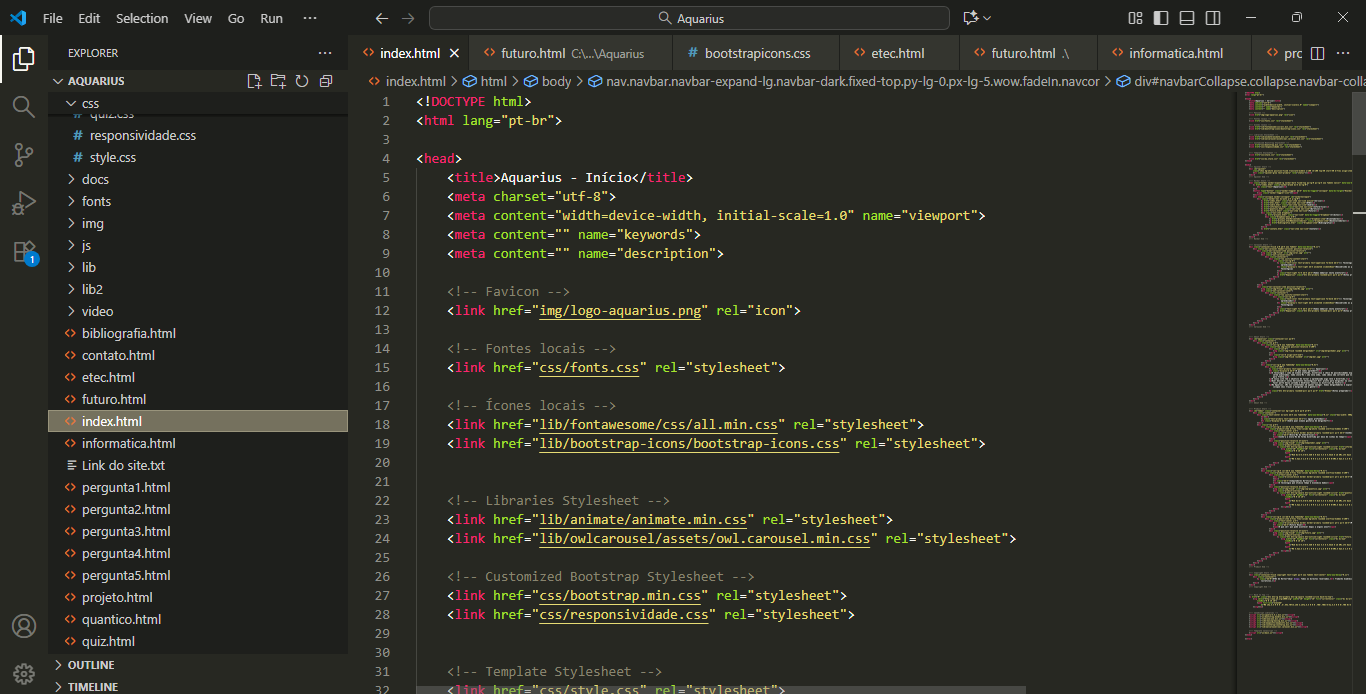 File Edit Selection View Go Run ···
Aquarius
EXPLORER ···
AQUARIUS
css
quiz.css
# responsividade.css
# style.css
docs
fonts
img
js
lib
lib2
video
bibliografia.html
contato.html
etec.html
futuro.html
index.html
informatica.html
Link do site.txt
pergunta1.html
pergunta2.html
pergunta3.html
pergunta4.html
pergunta5.html
projeto.html
quantico.html
quiz.html
OUTLINE
TIMELINE
1
index.html futuro.html C:\...\Aquarius # bootstrapicons.css etec.html futuro.html .\ informatica.html prc ···
index.html > html > body > nav.navbar.navbar-expand-lg.navbar-dark.fixed-top.py-lg-0.px-lg-5.wow.fadeIn.navcor > div#navbarCollapse.collapse.navbar-colla
1 <!DOCTYPE html>
2 <html lang="pt-br">
3
4 <head>
5 <title>Aquarius - Início</title>
6 <meta charset="utf-8">
7 <meta content="width=device-width, initial-scale=1.0" name="viewport">
8 <meta content="" name="keywords">
9 <meta content="" name="description">
10
11 <!-- Favicon -->
12 <link href="img/logo-aquarius.png" rel="icon">
13
14 <!-- Fontes locais -->
15 <link href="css/fonts.css" rel="stylesheet">
16
17 <!-- Ícones locais -->
18 <link href="lib/fontawesome/css/all.min.css" rel="stylesheet">
19 <link href="lib/bootstrap-icons/bootstrap-icons.css" rel="stylesheet">
20
21
22 <!-- Libraries Stylesheet -->
23 <link href="lib/animate/animate.min.css" rel="stylesheet">
24 <link href="lib/owlcarousel/assets/owl.carousel.min.css" rel="stylesheet">
25
26 <!-- Customized Bootstrap Stylesheet -->
27 <link href="css/bootstrap.min.css" rel="stylesheet">
28 <link href="css/responsividade.css" rel="stylesheet">
29
30
31 <!-- Template Stylesheet -->
32 <link href="css/style.css" rel="stylesheet">